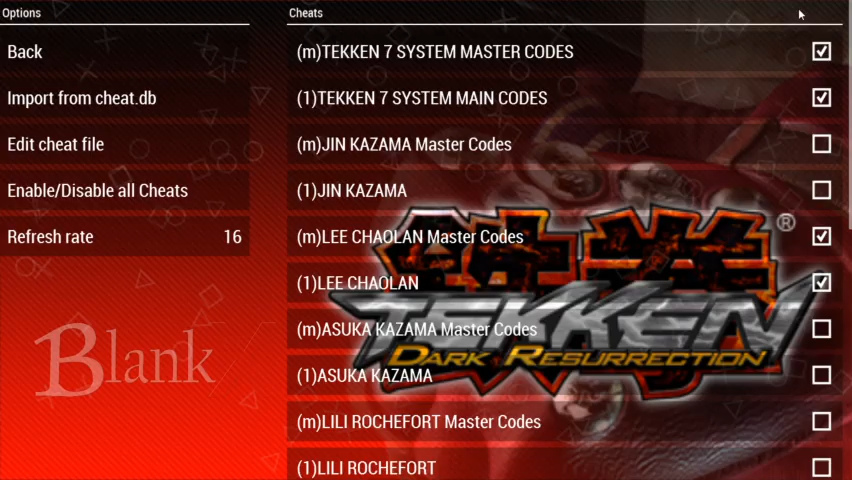 Options
Back
Import from cheat.db
Edit cheat file
Enable/Disable all Cheats
Refresh rate 16
Blank
Cheats
(m)TEKKEN 7 SYSTEM MASTER CODES
(1)TEKKEN 7 SYSTEM MAIN CODES
(m)JIN KAZAMA Master Codes
(1)JIN KAZAMA
(m)LEE CHAOLAN Master Codes
(1)LEE CHAOLAN
(m)ASUKA KAZAMA Master Codes
(1)ASUKA KAZAMA
(m)LILI ROCHEFORT Master Codes
(1)LILI ROCHEFORT
鉄拳
®
TEKKEN
DARK RESURRECTION